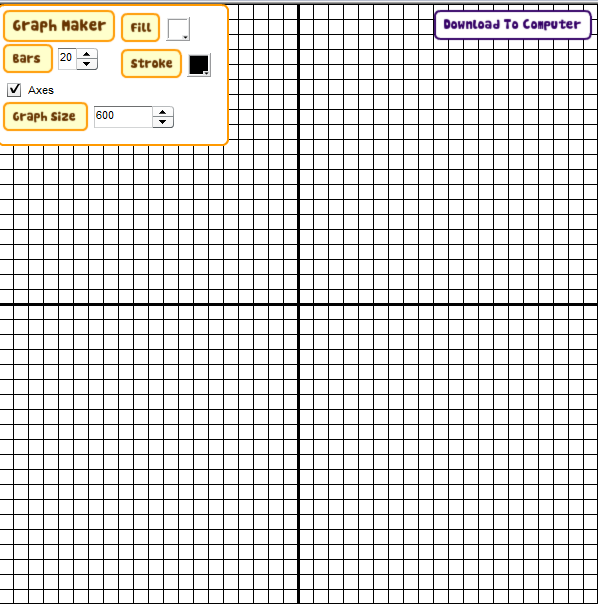 Graph Maker Fill
Download To Computer
Bars 20 Stroke
Axes
Graph Size 600